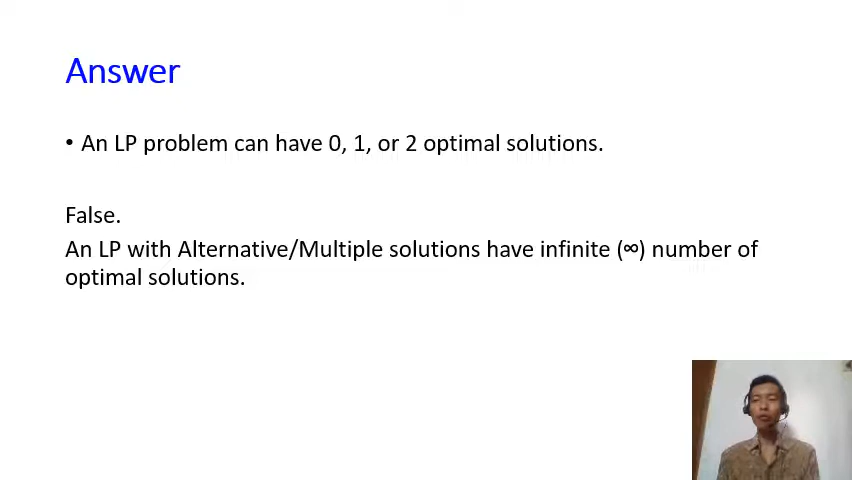 Answer
• An LP problem can have 0, 1, or 2 optimal solutions.
False.
An LP with Alternative/Multiple solutions have infinite (∞) number of
optimal solutions.